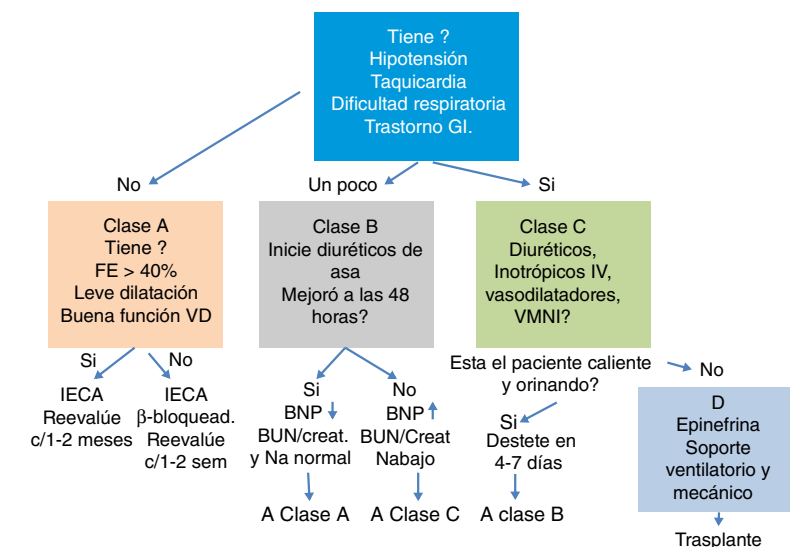 Tiene ?
Hipotensión
Taquicardia
Dificultad respiratoria
Trastorno GI.
No
Un poco
Si
Clase A
Tiene ?
FE > 40%
Leve dilatación
Buena función VD
Clase B
Inicie diuréticos de
asa
Mejoró a las 48
horas?
Clase C
Diuréticos,
Inotrópicos IV,
vasodilatadores,
VMNI?
Si
No
IECA
Reevalúe
c/1-2 meses
IECA
β-bloquead.
Reevalúe
c/1-2 sem
Si
BNP
BUN/creat.
y Na normal
A Clase A
No
BNP
BUN/Creat
Nabajo
A Clase C
Esta el paciente caliente
y orinando?
Si
Destete en
4-7 días
A clase B
No
D
Epinefrina
Soporte
ventilatorio y
mecánico
Trasplante